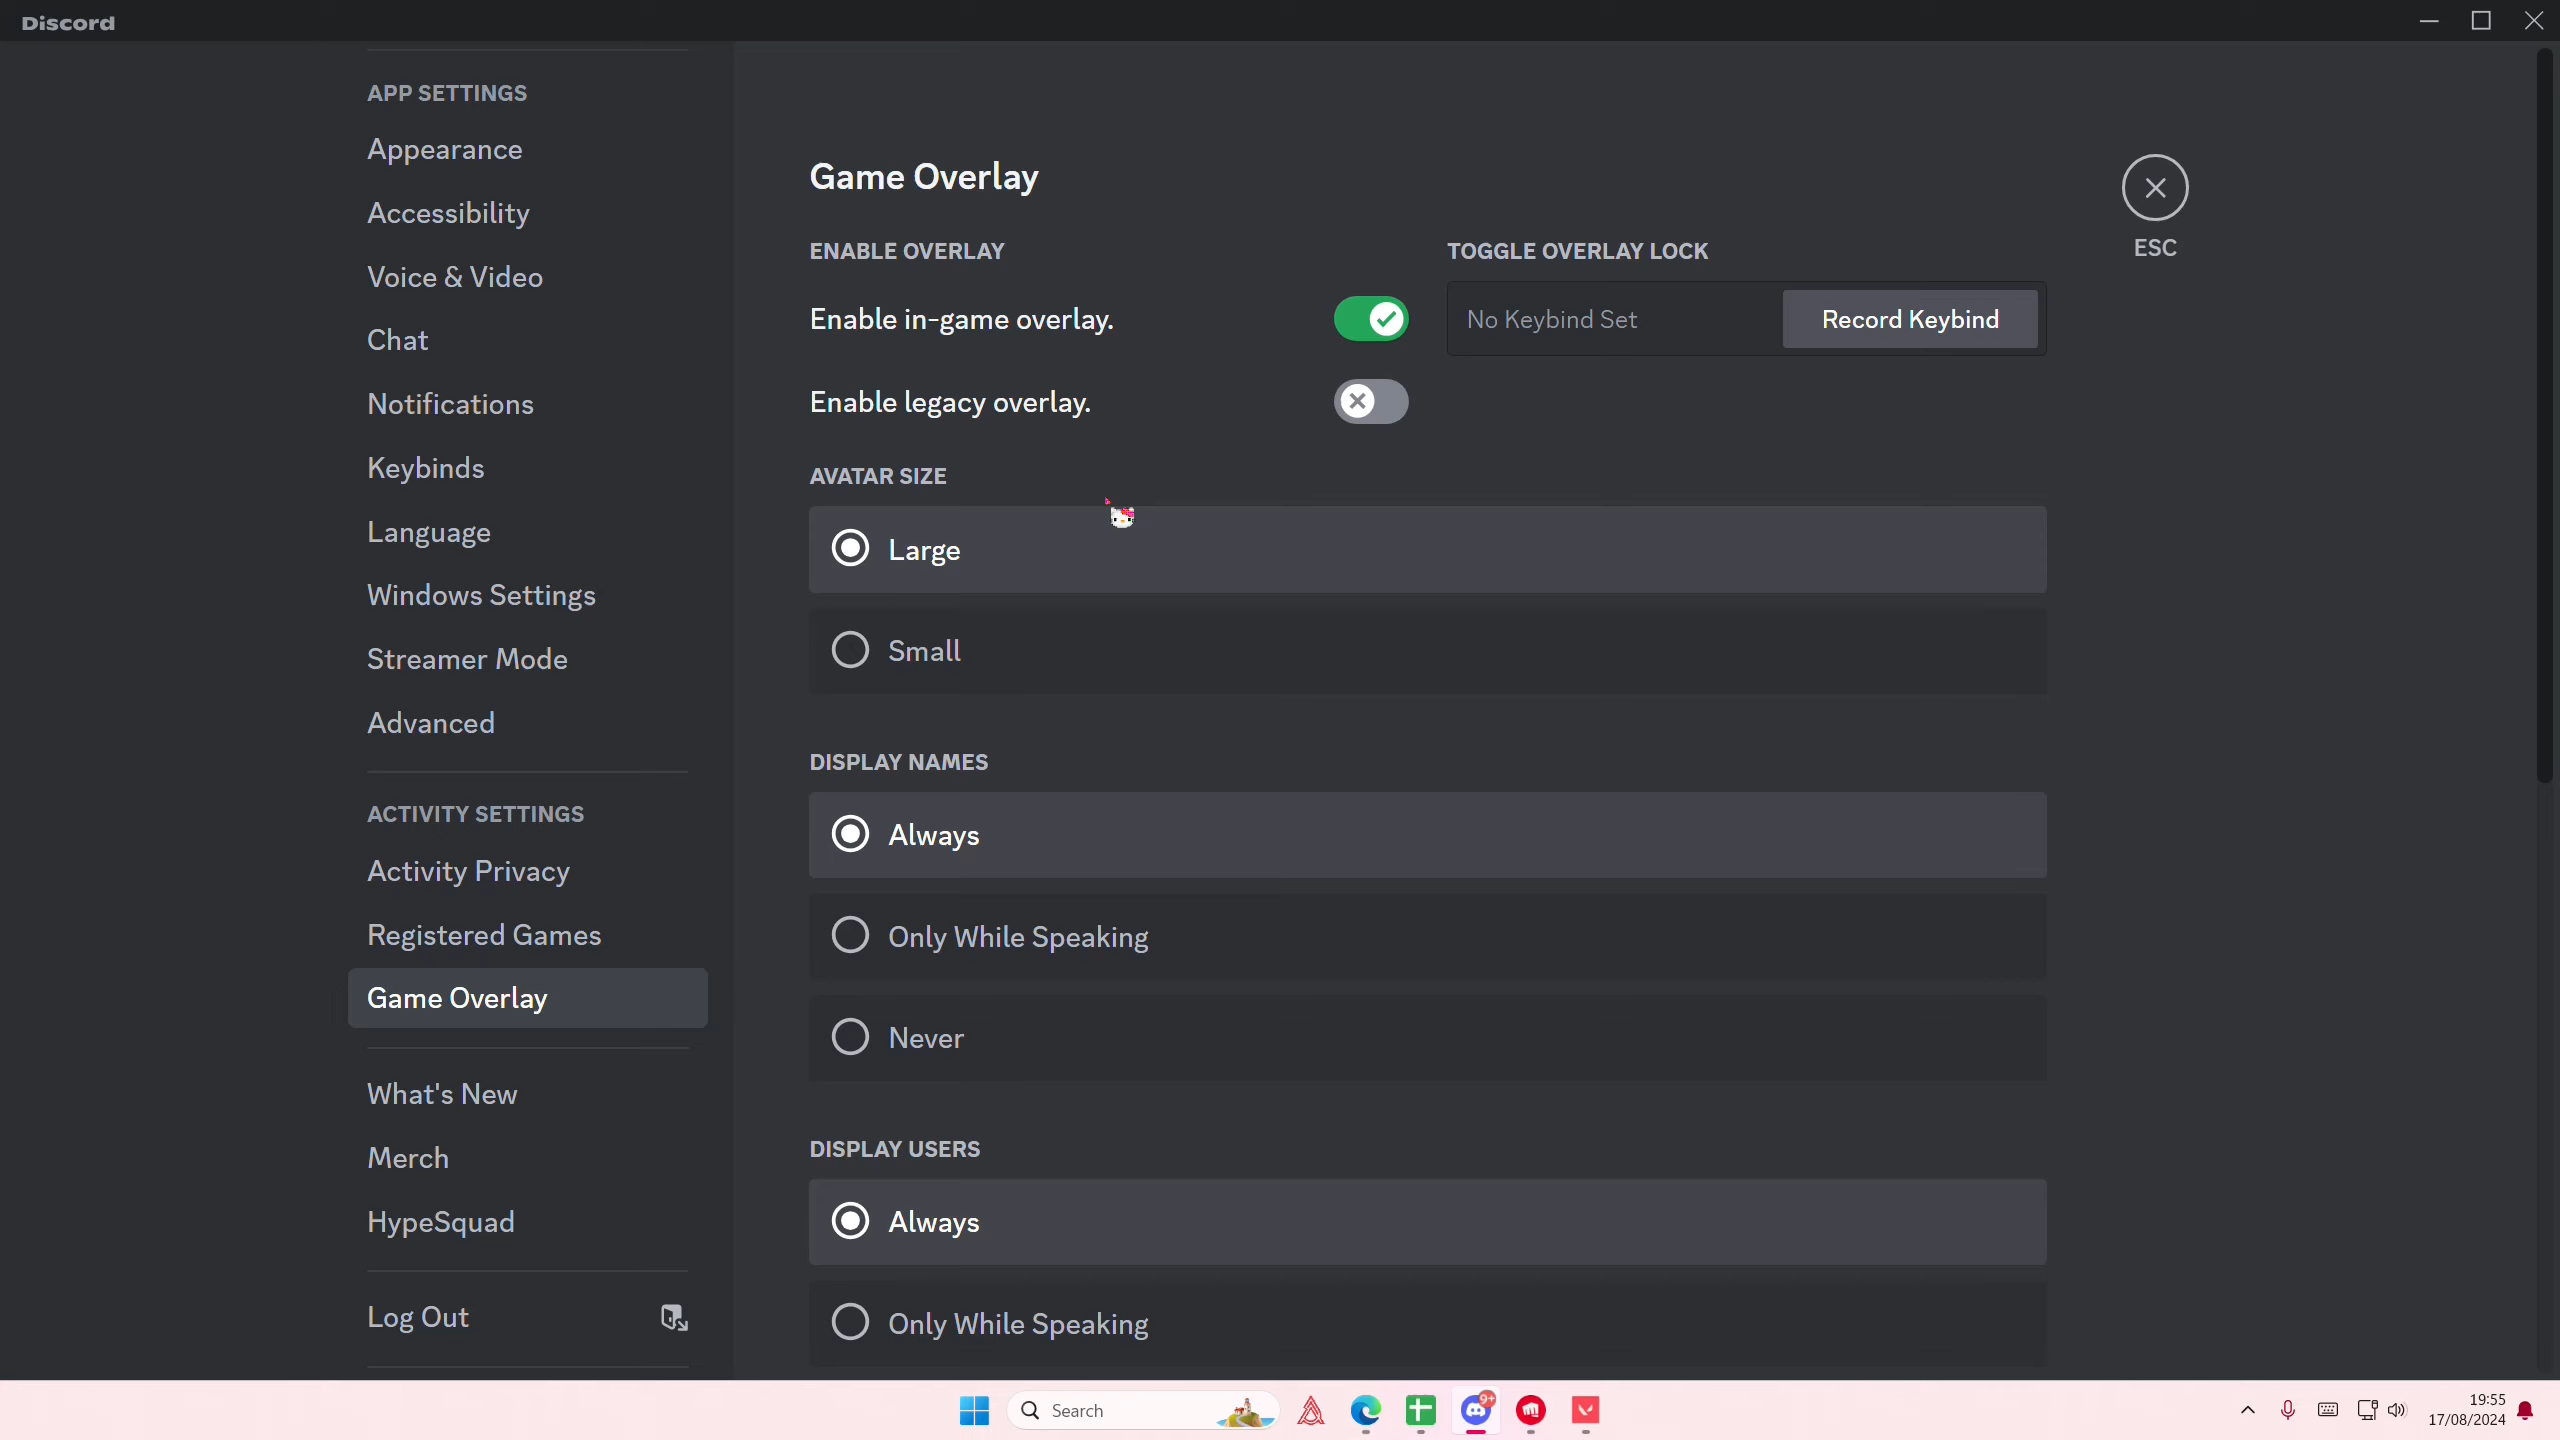 Discord
APP SETTINGS
Appearance
Accessibility
Voice & Video
Chat
Notifications
Keybinds
Language
Windows Settings
Streamer Mode
Advanced
ACTIVITY SETTINGS
Activity Privacy
Registered Games
Game Overlay
What's New
Merch
HypeSquad
Log Out
Game Overlay
ENABLE OVERLAY
Enable in-game overlay.
Enable legacy overlay.
TOGGLE OVERLAY LOCK
No Keybind Set
Record Keybind
ESC
AVATAR SIZE
Large
Small
DISPLAY NAMES
Always
Only While Speaking
Never
DISPLAY USERS
Always
Only While Speaking
Search
9+
19:55
17/08/2024